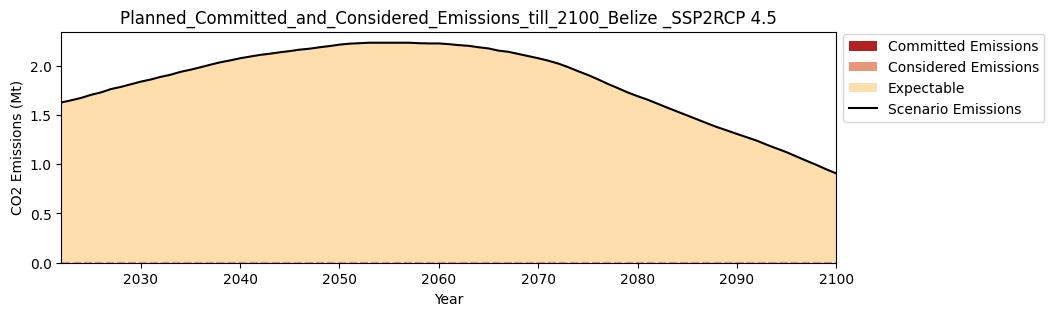 Planned_Committed_and_Considered_Emissions_till_2100_Belize _SSP2RCP 4.5
CO2 Emissions (Mt)
2.0
1.5
1.0
0.5
0.0
2030 2040 2050 2060 2070 2080 2090 2100
Year
Committed Emissions
Considered Emissions
Expectable
Scenario Emissions